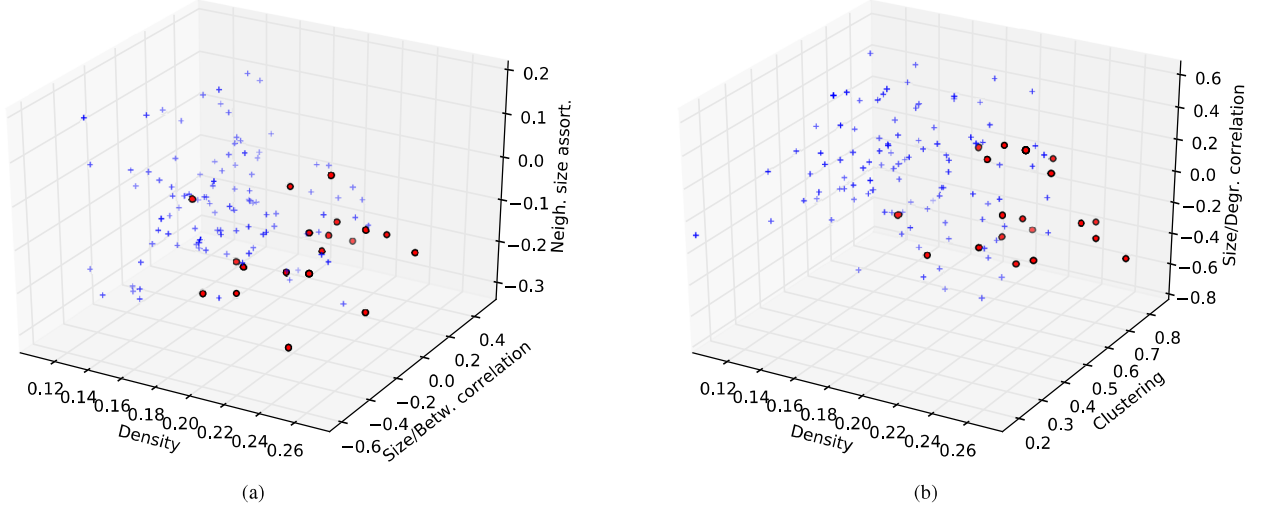 0.2
0.1
0.0
−0.1
−0.2
−0.3
Neigh. size assort.
0.4
0.2
0.0
−0.2
−0.4
−0.6
Size/Betw. correlation
0.12 0.14 0.16 0.18 0.20 0.22 0.24 0.26
Density
(a)
0.6
0.4
0.2
0.0
−0.2
−0.4
−0.6
−0.8
Size/Degr. correlation
0.8
0.7
0.6
0.5
0.4
0.3
0.2
Clustering
0.12 0.14 0.16 0.18 0.20 0.22 0.24 0.26
Density
(b)